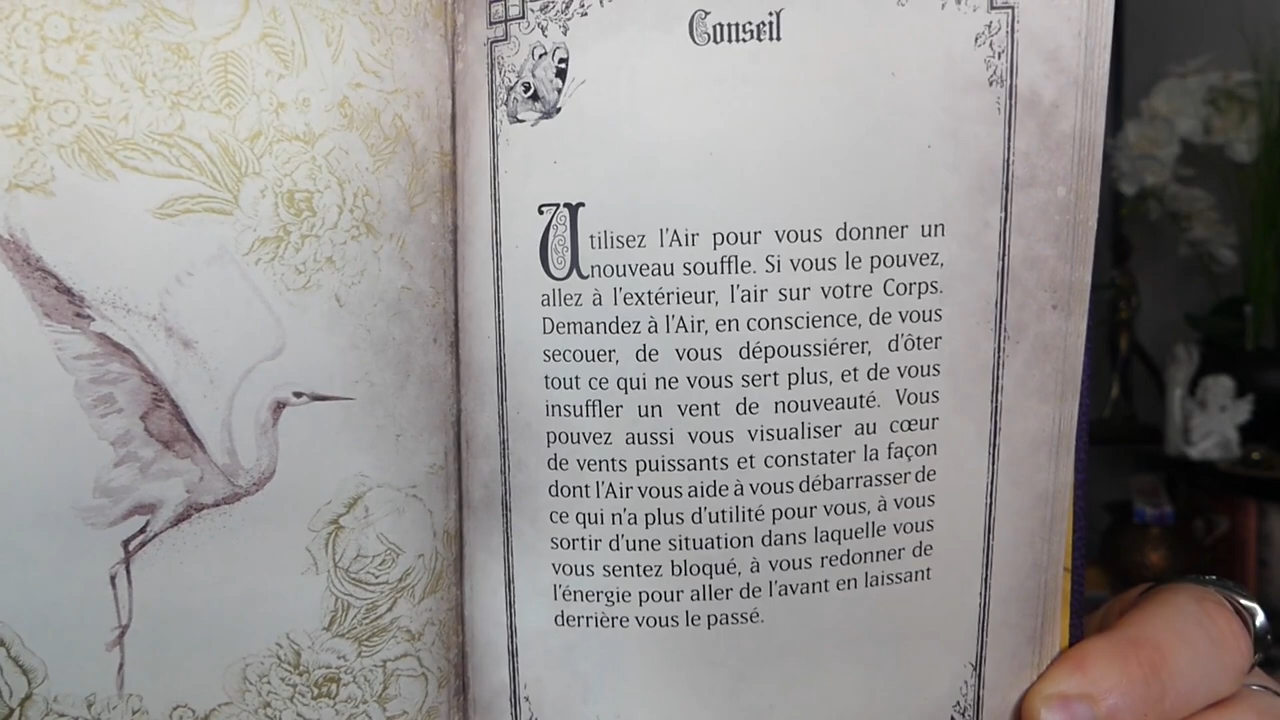 Conseil
Utilisez l'Air pour vous donner un
nouveau souffle. Si vous le pouvez,
allez à l'extérieur, l'air sur votre Corps.
Demandez à l'Air, en conscience, de vous
secouer, de vous dépoussiérer, d'ôter
tout ce qui ne vous sert plus, et de vous
insuffler un vent de nouveauté. Vous
pouvez aussi vous visualiser au cœur
de vents puissants et constater la façon
dont l'Air vous aide à vous débarrasser de
ce qui n'a plus d'utilité pour vous, à vous
sortir d'une situation dans laquelle vous
vous sentez bloqué, à vous redonner de
l'énergie pour aller de l'avant en laissant
derrière vous le passé.